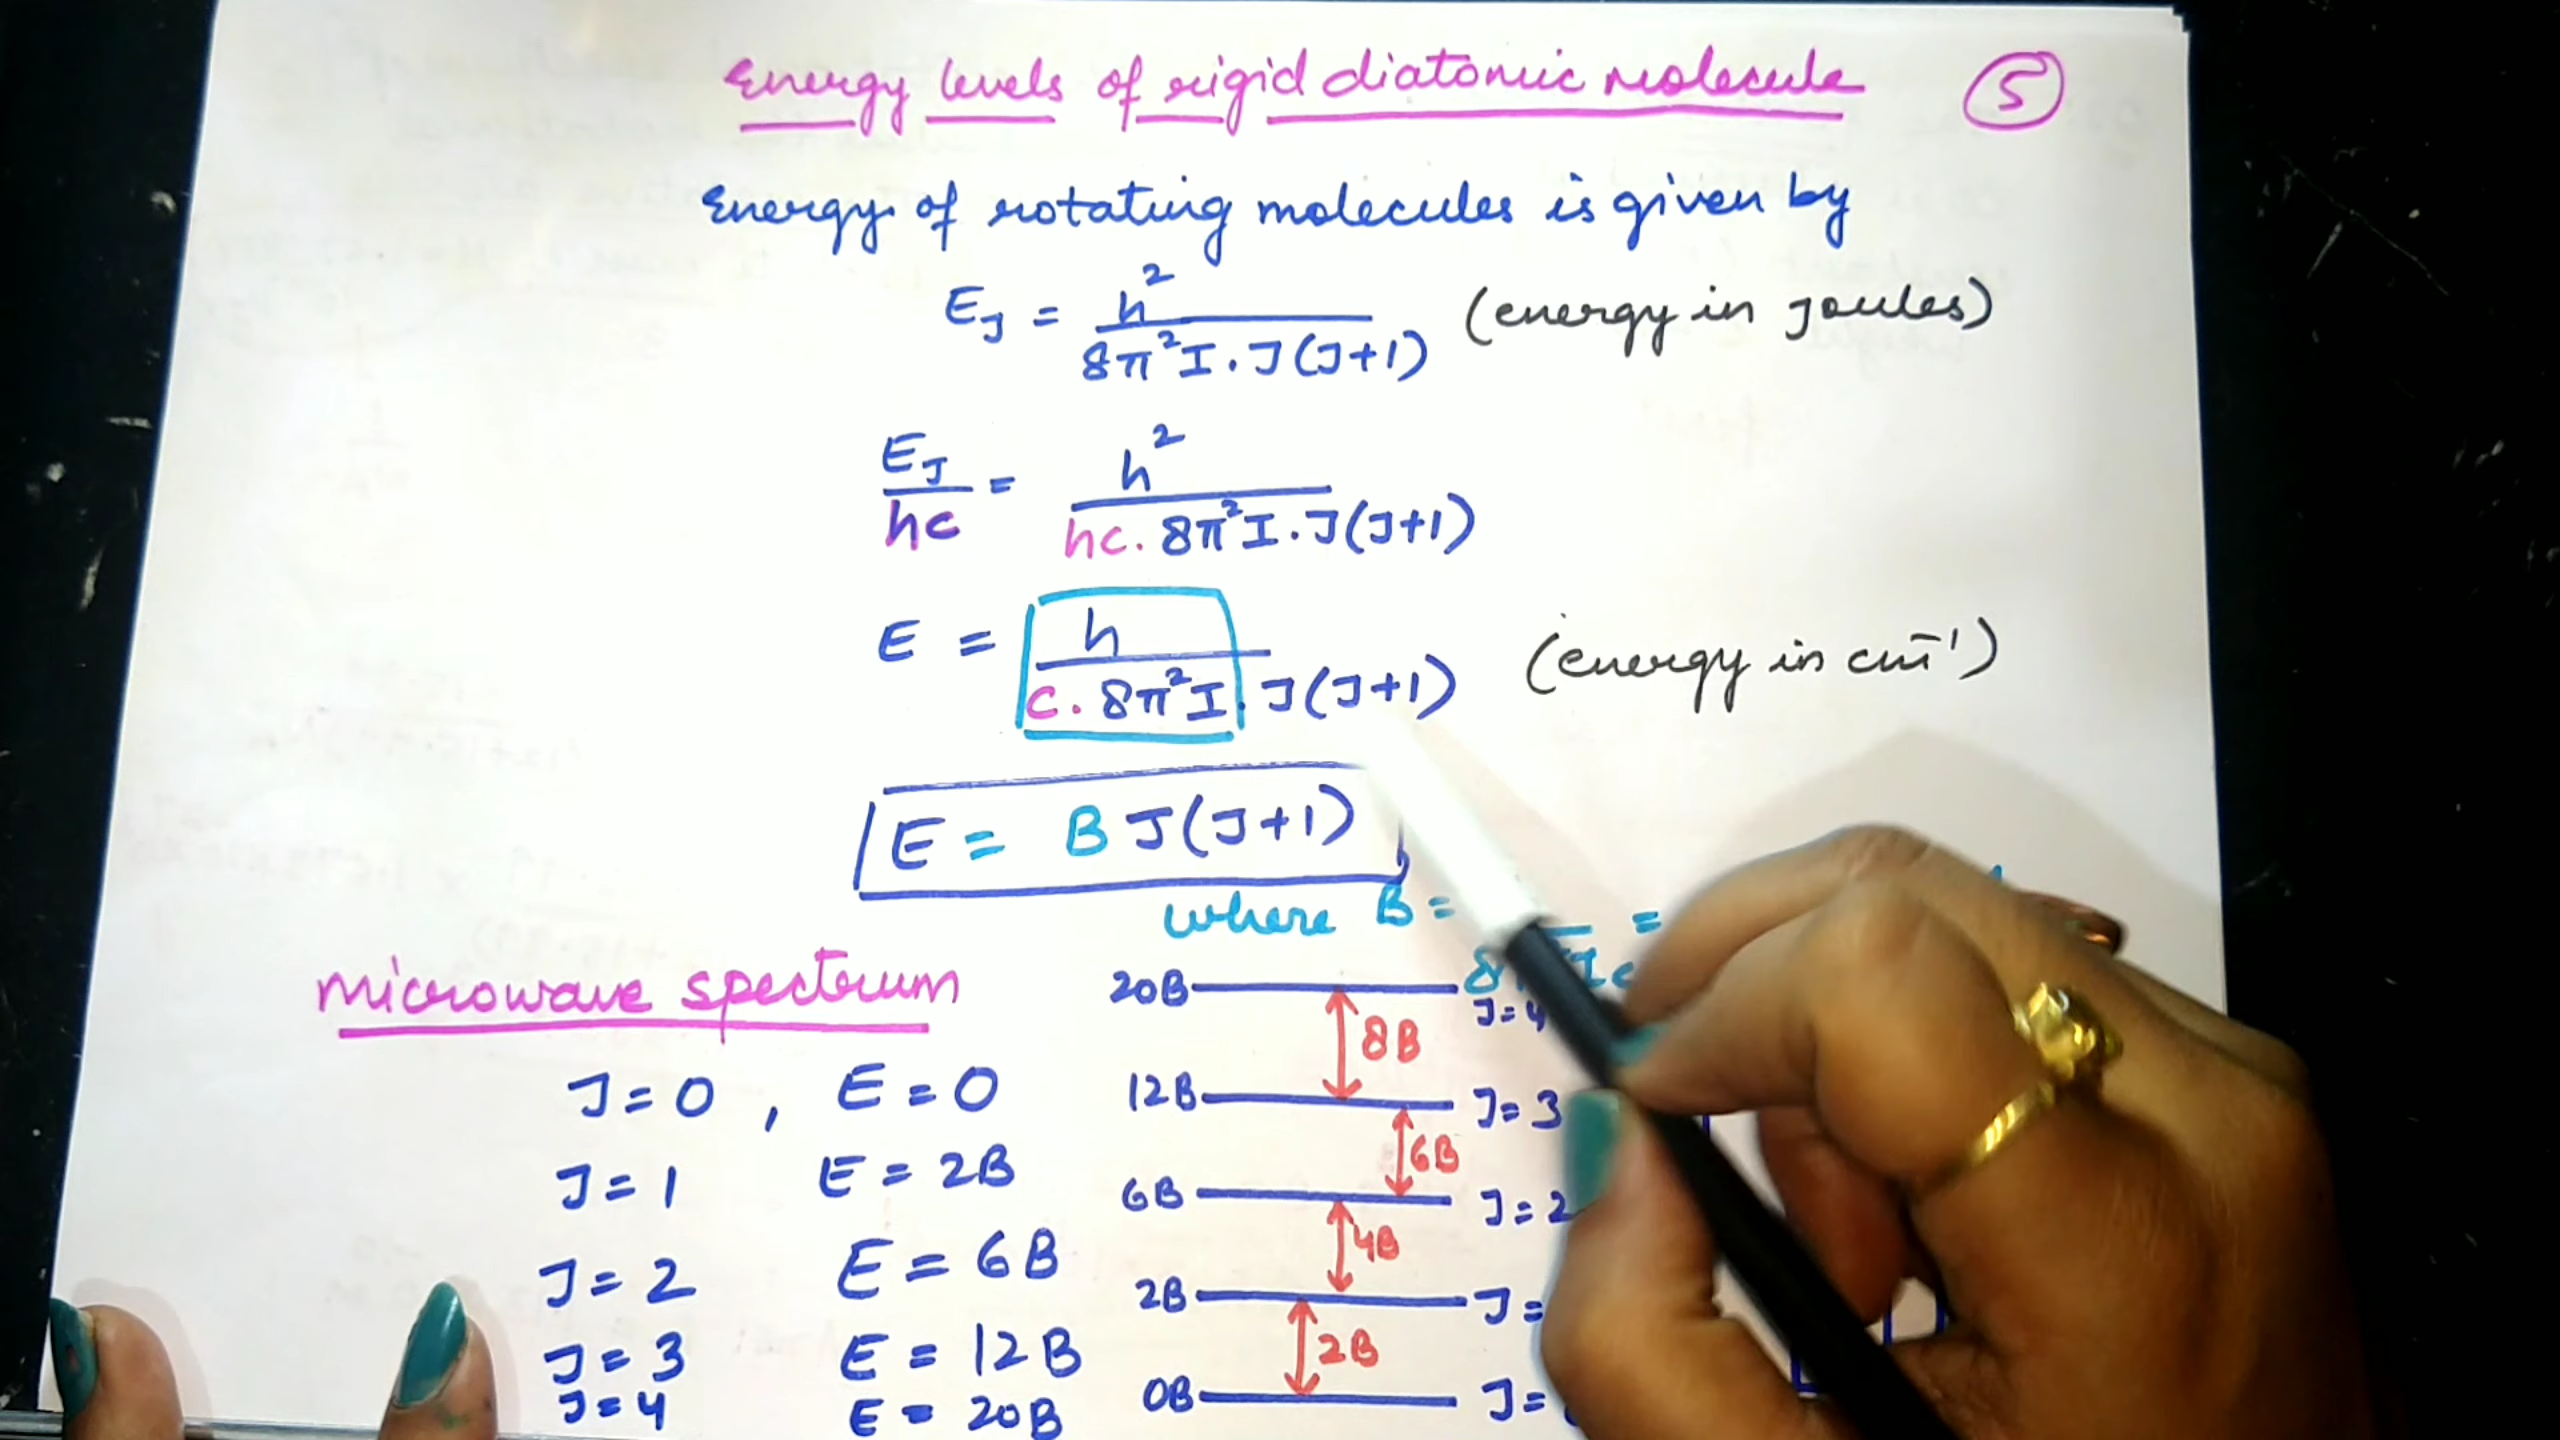 Energy levels of rigid diatomic molecule (5)
Energy of rotating molecules is given by
E_J = h² / 8π²I . J(J+1) (energy in Joules)
E_J / hc = h² / hc. 8π²I . J(J+1)
E = h / c. 8π²I . J(J+1) (energy in cm⁻¹)
E = B J(J+1)
where B = =
microwave spectrum
J = 0 , E = 0
J = 1 E = 2B
J = 2 E = 6B
J = 3 E = 12B
J = 4 E = 20B
20B J = 4
8B
12B J = 3
6B
6B J = 2
4B
2B J =
2B
0B J =